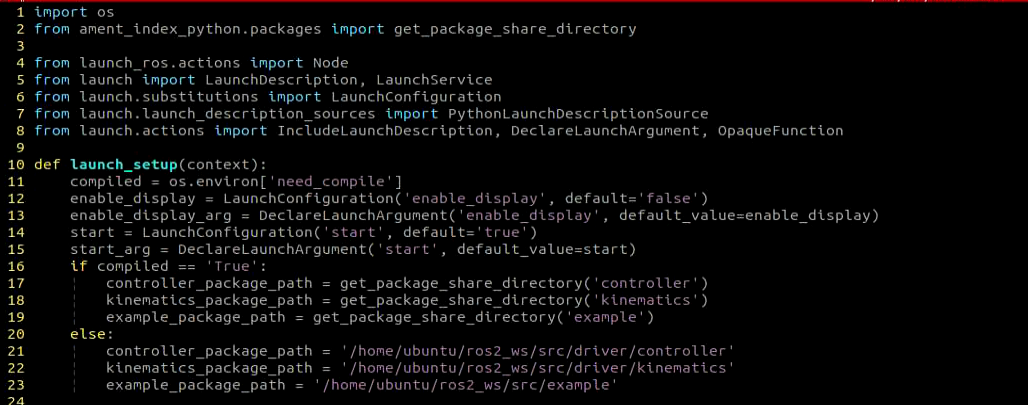 1 import os
2 from ament_index_python.packages import get_package_share_directory
3
4 from launch_ros.actions import Node
5 from launch import LaunchDescription, LaunchService
6 from launch.substitutions import LaunchConfiguration
7 from launch.launch_description_sources import PythonLaunchDescriptionSource
8 from launch.actions import IncludeLaunchDescription, DeclareLaunchArgument, OpaqueFunction
9
10 def launch_setup(context):
11     compiled = os.environ['need_compile']
12     enable_display = LaunchConfiguration('enable_display', default='false')
13     enable_display_arg = DeclareLaunchArgument('enable_display', default_value=enable_display)
14     start = LaunchConfiguration('start', default='true')
15     start_arg = DeclareLaunchArgument('start', default_value=start)
16     if compiled == 'True':
17         controller_package_path = get_package_share_directory('controller')
18         kinematics_package_path = get_package_share_directory('kinematics')
19         example_package_path = get_package_share_directory('example')
20     else:
21         controller_package_path = '/home/ubuntu/ros2_ws/src/driver/controller'
22         kinematics_package_path = '/home/ubuntu/ros2_ws/src/driver/kinematics'
23         example_package_path = '/home/ubuntu/ros2_ws/src/example'
24